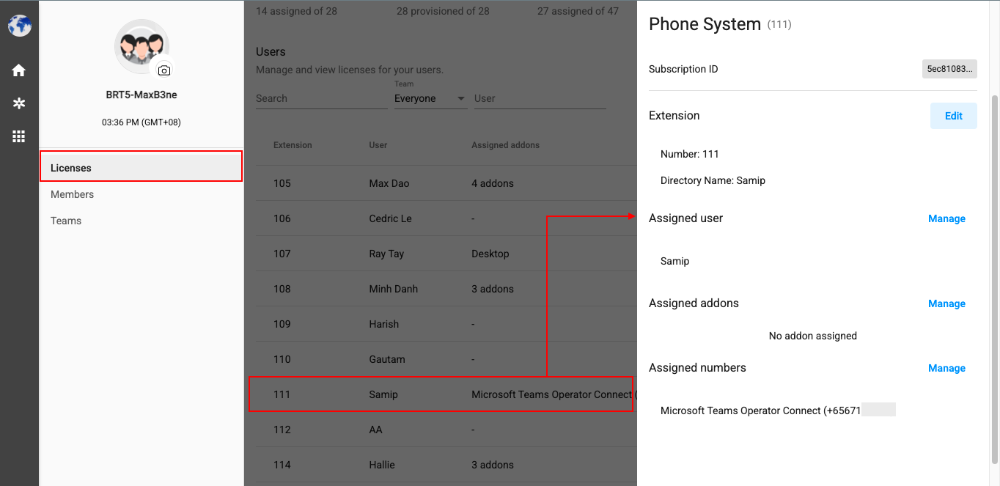 BRT5-MaxB3ne
03:36 PM (GMT+08)
Licenses
Members
Teams
14 assigned of 28 28 provisioned of 28 27 assigned of 47
Users
Manage and view licenses for your users.
Team
Search Everyone User
Extension User Assigned addons
105 Max Dao 4 addons
106 Cedric Le -
107 Ray Tay Desktop
108 Minh Danh 3 addons
109 Harish -
110 Gautam -
111 Samip Microsoft Teams Operator Connect (
112 AA -
114 Hallie 3 addons
Phone System (111)
Subscription ID 5ec81083...
Extension Edit
Number: 111
Directory Name: Samip
Assigned user Manage
Samip
Assigned addons Manage
No addon assigned
Assigned numbers Manage
Microsoft Teams Operator Connect (+65671